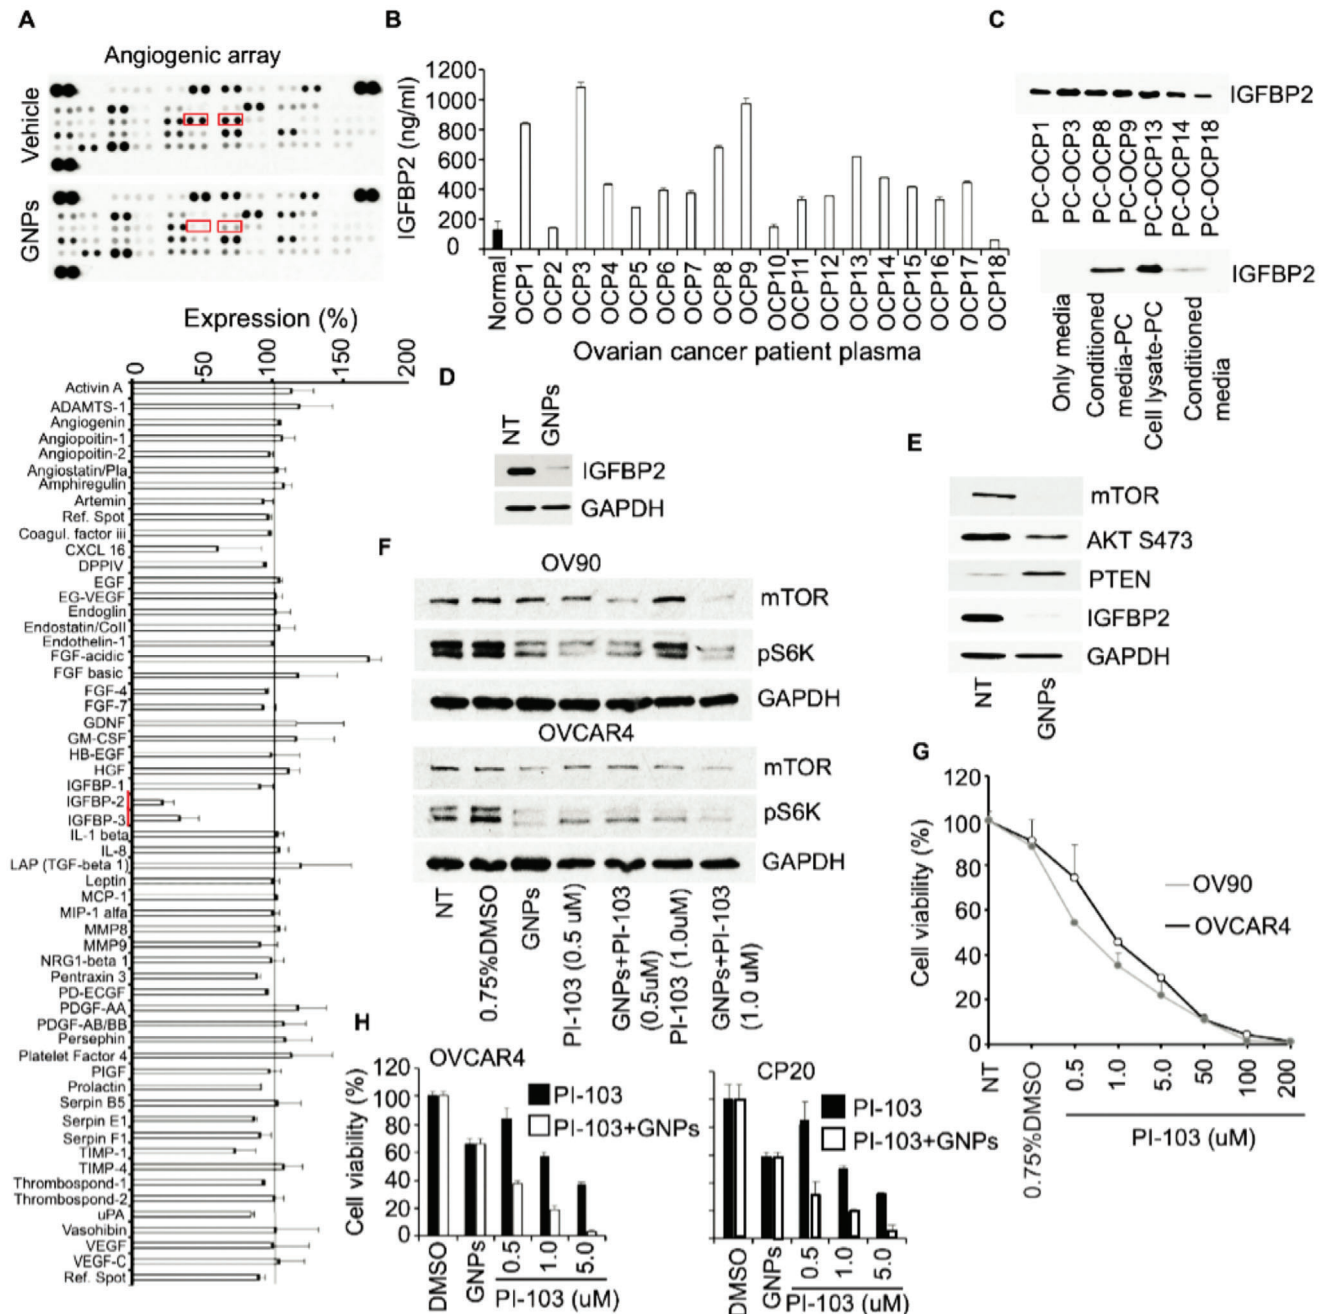 A
Angiogenic array
Vehicle
GNPs
Expression (%)
0
50
100
150
200
Activin A
ADAMTS-1
Angiogenin
Angiopoitin-1
Angiopoitin-2
Angiostatin/Pla
Amphiregulin
Artemin
Ref. Spot
Coagul. factor iii
CXCL 16
DPPIV
EGF
EG-VEGF
Endoglin
Endostatin/Coll
Endothelin-1
FGF-acidic
FGF basic
FGF-4
FGF-7
GDNF
GM-CSF
HB-EGF
HGF
IGFBP-1
IGFBP-2
IGFBP-3
IL-1 beta
IL-8
LAP (TGF-beta 1)
Leptin
MCP-1
MIP-1 alfa
MMP8
MMP9
NRG1-beta 1
Pentraxin 3
PD-ECGF
PDGF-AA
PDGF-AB/BB
Persephin
Platelet Factor 4
PIGF
Prolactin
Serpin B5
Serpin E1
Serpin F1
TIMP-1
TIMP-4
Thrombospond-1
Thrombospond-2
uPA
Vasohibin
VEGF
VEGF-C
Ref. Spot
B
IGFBP2 (ng/ml)
1200
1000
800
600
400
200
0
Normal
OCP1
OCP2
OCP3
OCP4
OCP5
OCP6
OCP7
OCP8
OCP9
OCP10
OCP11
OCP12
OCP13
OCP14
OCP15
OCP16
OCP17
OCP18
Ovarian cancer patient plasma
C
IGFBP2
PC-OCP1
PC-OCP3
PC-OCP8
PC-OCP9
PC-OCP13
PC-OCP14
PC-OCP18
IGFBP2
Only media
Conditioned
media-PC
Cell lysate-PC
Conditioned
media
D
NT
GNPs
IGFBP2
GAPDH
E
mTOR
AKT S473
PTEN
IGFBP2
GAPDH
NT
GNPs
F
OV90
mTOR
pS6K
GAPDH
OVCAR4
mTOR
pS6K
GAPDH
NT
0.75%DMSO
GNPs
PI-103 (0.5 uM)
GNPs+PI-103
(0.5uM)
PI-103 (1.0uM)
GNPs+PI-103
(1.0 uM)
G
Cell viability (%)
120
100
80
60
40
20
0
OV90
OVCAR4
NT
0.75%DMSO
0.5
1.0
5.0
50
100
200
PI-103 (uM)
H
OVCAR4
Cell viability (%)
120
100
80
60
40
20
0
PI-103
PI-103+GNPs
DMSO
GNPs
0.5
1.0
5.0
PI-103 (uM)
CP20
PI-103
PI-103+GNPs
DMSO
GNPs
0.5
1.0
5.0
PI-103 (uM)